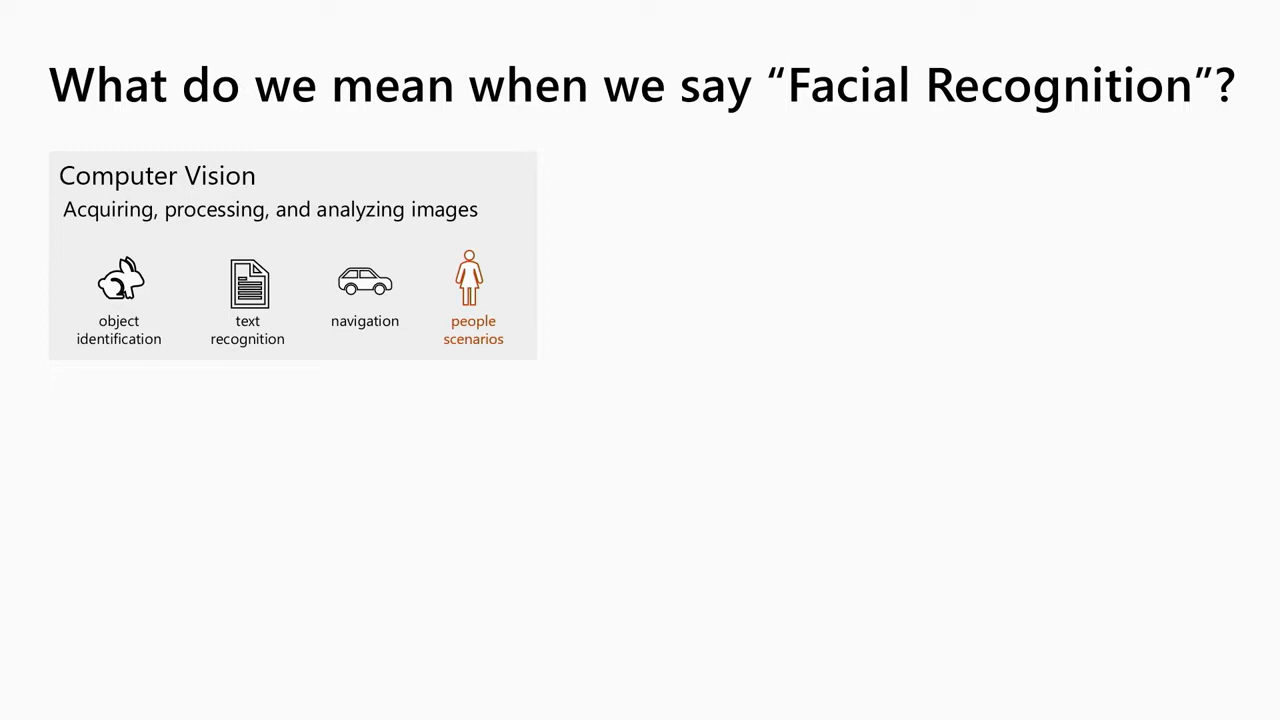 What do we mean when we say “Facial Recognition”?
Computer Vision
Acquiring, processing, and analyzing images
object
identification
text
recognition
navigation
people
scenarios